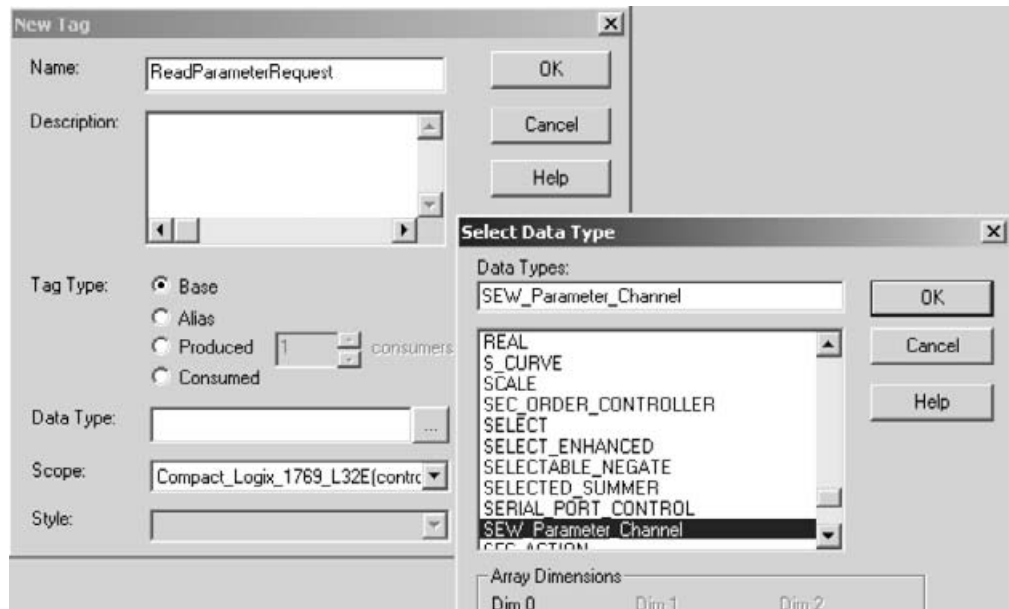 New Tag
Name:
ReadParameterRequest
OK
Description:
Cancel
Help
Tag Type:
Base
Alias
Produced
1
consumers
Consumed
Data Type:
...
Scope:
Compact_Logix_1769_L32E(contrc
Style:
Select Data Type
Data Types:
SEW_Parameter_Channel
OK
REAL
S_CURVE
SCALE
SEC_ORDER_CONTROLLER
SELECT
SELECT_ENHANCED
SELECTABLE_NEGATE
SELECTED_SUMMER
SERIAL_PORT_CONTROL
SEW_Parameter_Channel
SFC_ACTION
Cancel
Help
Array Dimensions
Dim 0 Dim 1 Dim 2